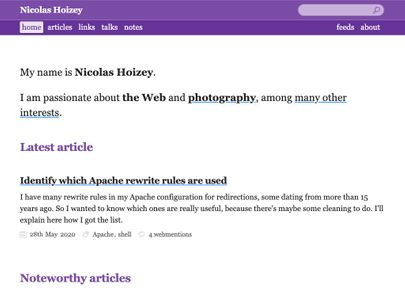 Nicolas Hoizey
home articles links talks notes feeds about
My name is Nicolas Hoizey.
I am passionate about the Web and photography, among many other
interests.
Latest article
Identify which Apache rewrite rules are used
I have many rewrite rules in my Apache configuration for redirections, some dating from more than 15
years ago. So I wanted to know which ones are really useful, because there's maybe some cleaning to do. I'll
explain here how I got the list.
28th May 2020 Apache, shell 4 webmentions
Noteworthy articles